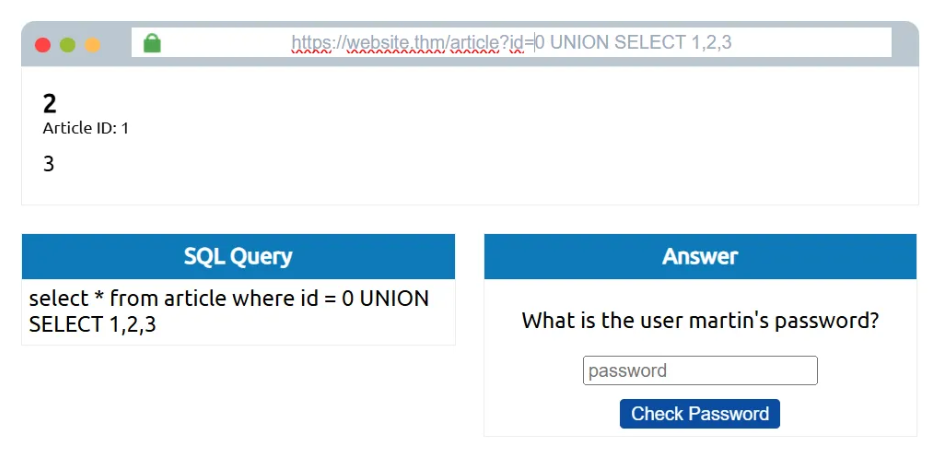 https://website.thm/article?id=0 UNION SELECT 1,2,3
2
Article ID: 1
3
SQL Query
select * from article where id = 0 UNION
SELECT 1,2,3
Answer
What is the user martin's password?
password
Check Password